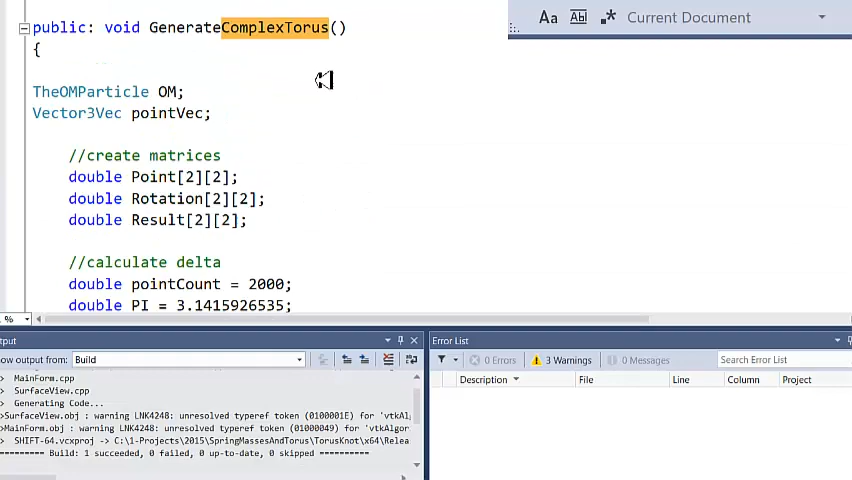 public: void GenerateComplexTorus()
Aa Abl .* Current Document
{
TheOMParticle OM;
Vector3Vec pointVec;
//create matrices
double Point[2][2];
double Rotation[2][2];
double Result[2][2];
//calculate delta
double pointCount = 2000;
double PI = 3.1415926535;
%
tput
Error List
ow output from: Build
0 Errors
3 Warnings
0 Messages
Search Error List
Description File Line Column Project
> MainForm.cpp
> SurfaceView.cpp
> Generating Code...
>SurfaceView.obj : warning LNK4248: unresolved typeref token (0100001E) for 'vtkAl
>MainForm.obj : warning LNK4248: unresolved typeref token (01000049) for 'vtkAlgor
> SHIFT-64.vcxproj -> C:\1-Projects\2015\SpringMassesAndTorus\TorusKnot\x64\Relea
========== Build: 1 succeeded, 0 failed, 0 up-to-date, 0 skipped ==========